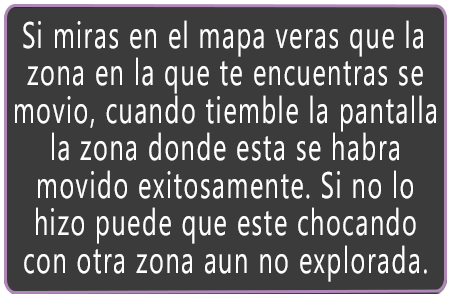 Si miras en el mapa veras que la
zona en la que te encuentras se
movio, cuando tiemble la pantalla
la zona donde esta se habra
movido exitosamente. Si no lo
hizo puede que este chocando
con otra zona aun no explorada.